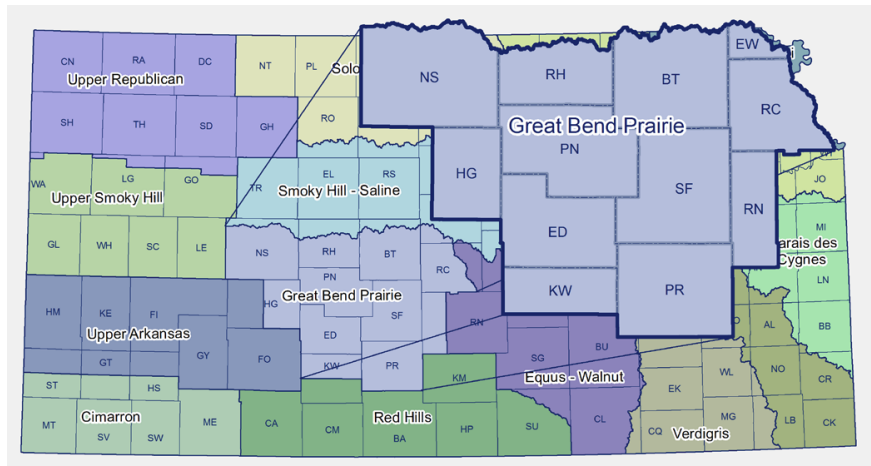 CN
RA
DC
NT
PL
Solo
Upper Republican
SH
TH
SD
GH
RO
NS
RH
BT
EW
i
RC
Great Bend Prairie
PN
HG
SF
RN
ED
KW
PR
WA
LG
GO
Upper Smoky Hill
TR
EL
RS
Smoky Hill - Saline
JO
MI
arais des
Cygnes
LN
BB
GL
WH
SC
LE
NS
RH
BT
RC
PN
Great Bend Prairie
HG
SF
ED
KW
PR
HM
KE
FI
Upper Arkansas
GT
GY
FO
RN
SG
BU
Equus - Walnut
O
AL
ST
HS
Cimarron
MT
SV
SW
ME
KM
Red Hills
CA
CM
BA
HP
SU
CL
EK
WL
NO
CR
CQ
MG
Verdigris
LB
CK